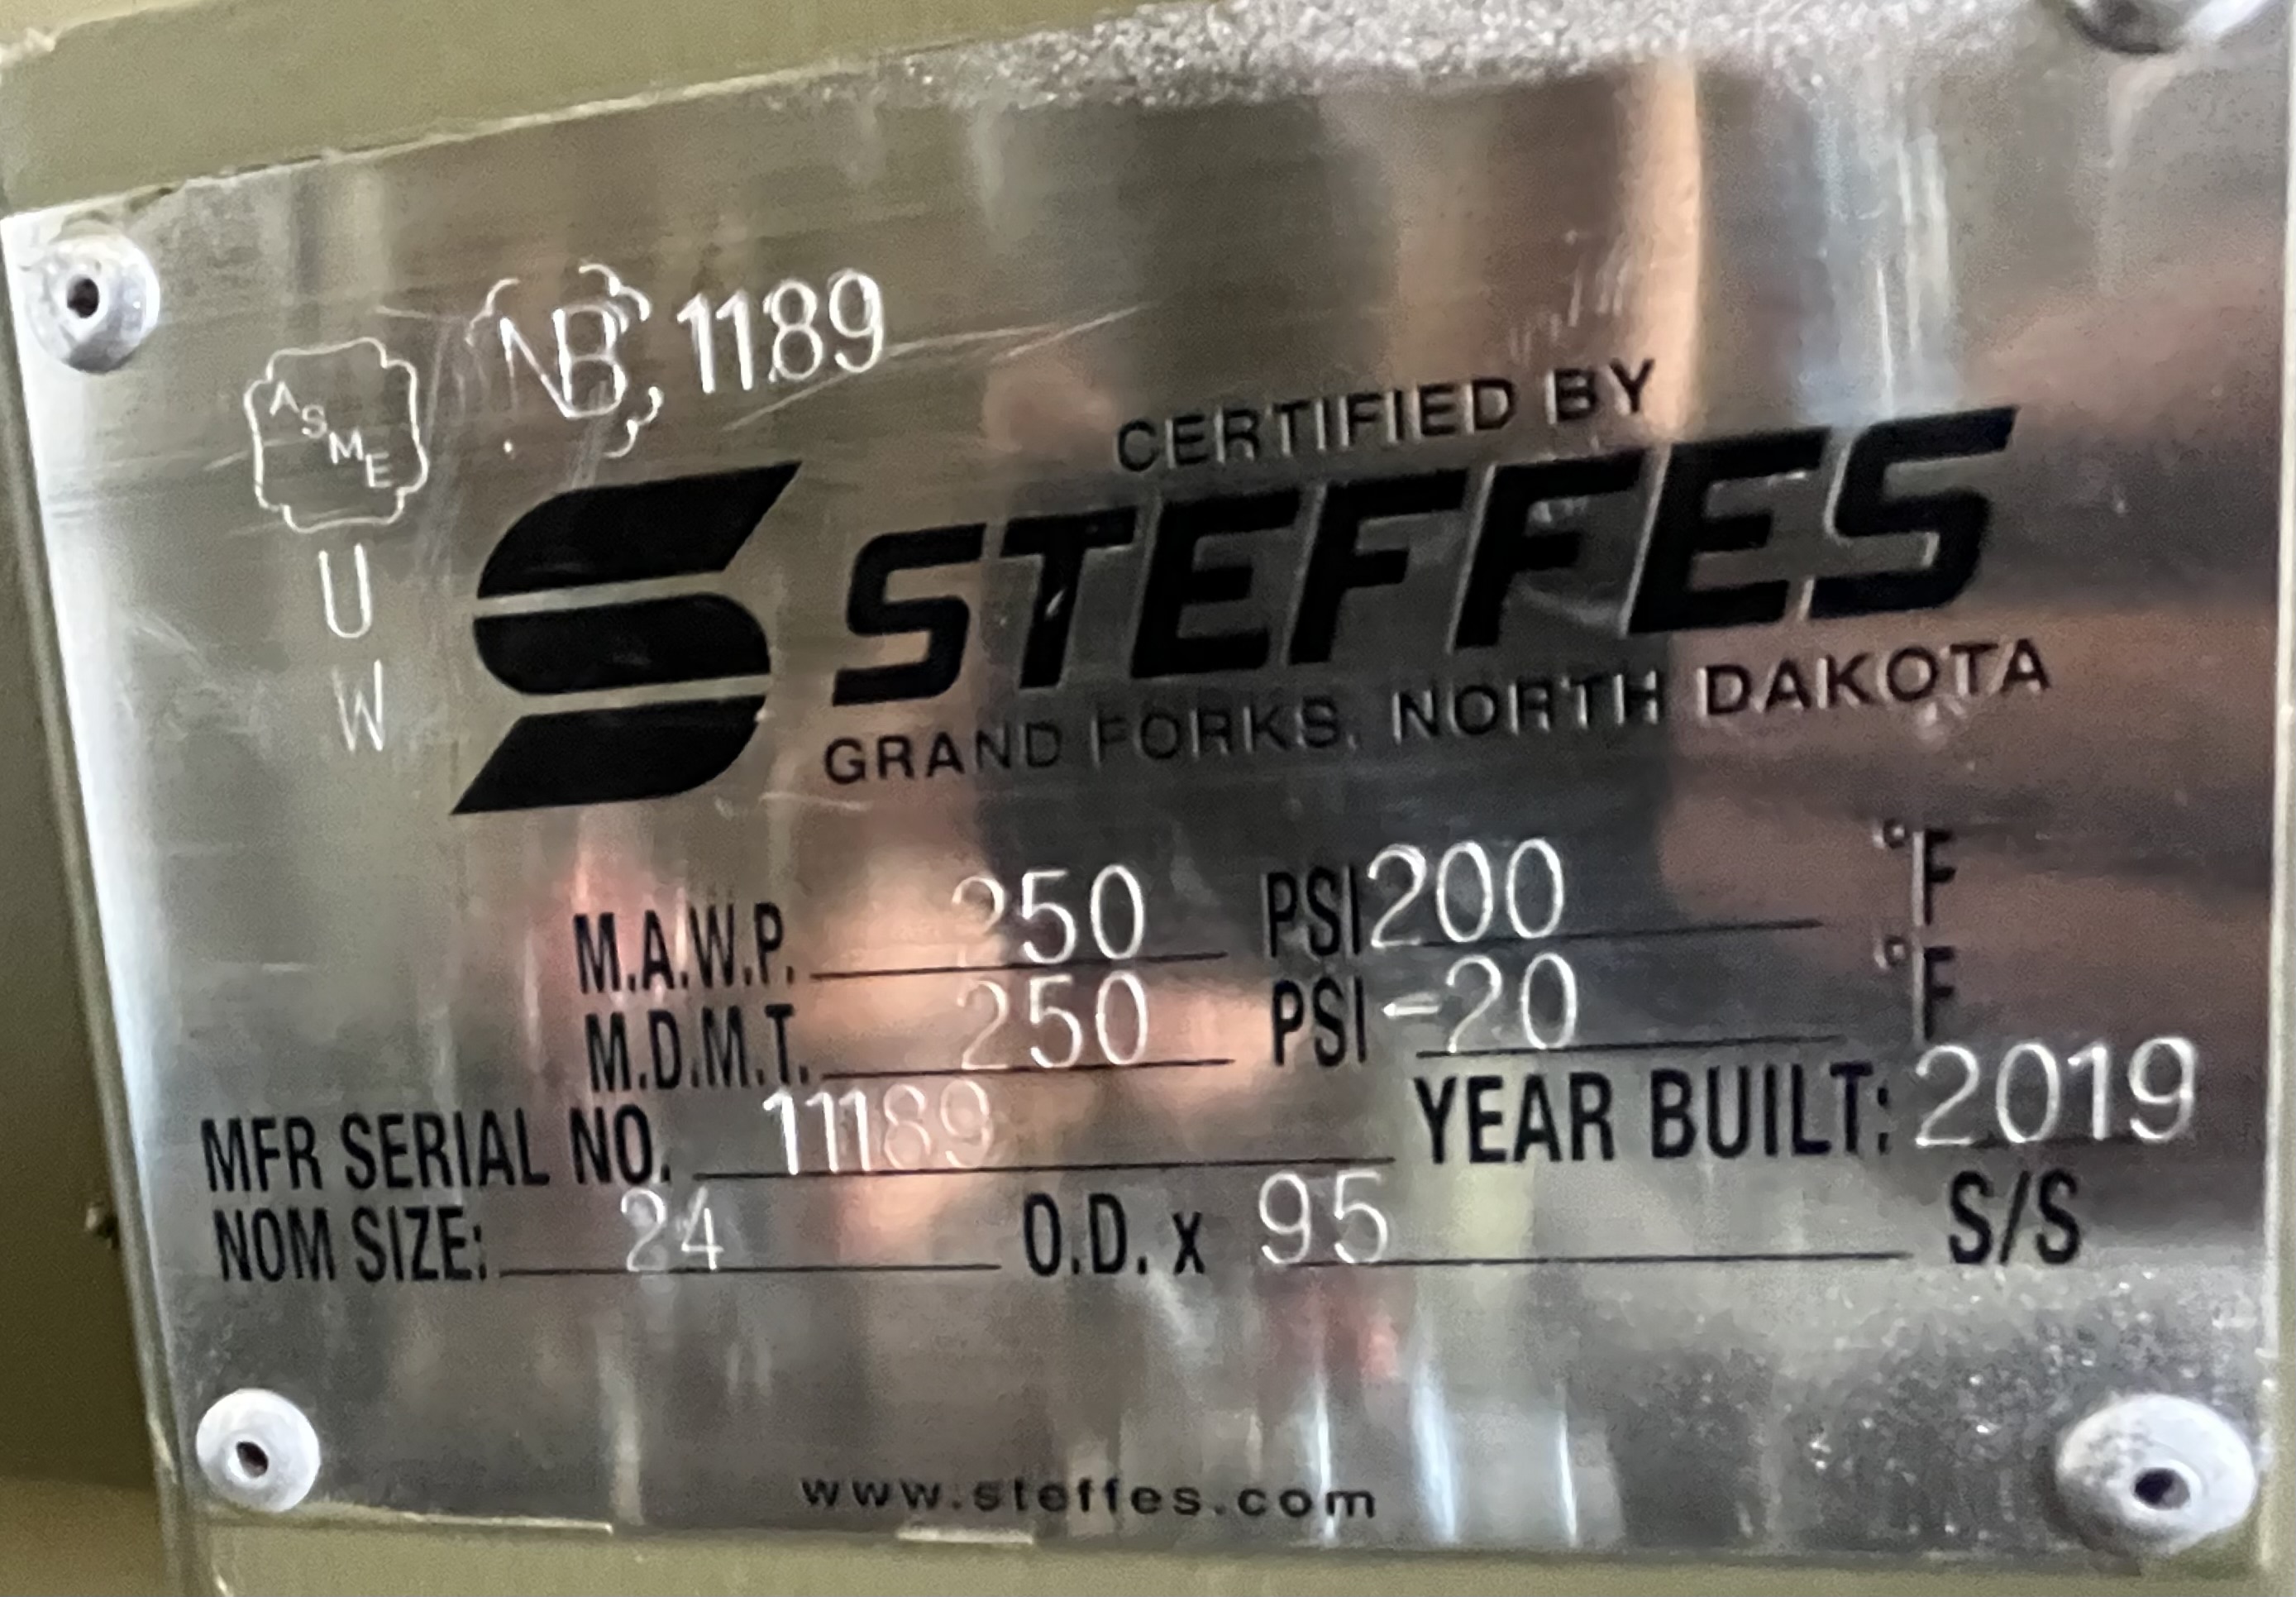 NB 1189
ASME
U
W
CERTIFIED BY
STEFFES
GRAND FORKS, NORTH DAKOTA
M.A.W.P. 250 PSI 200 °F
M.D.M.T. 250 PSI -20 °F
MFR SERIAL NO. 11189 YEAR BUILT: 2019
NOM SIZE: 24 O.D. x 95 S/S
www.steffes.com